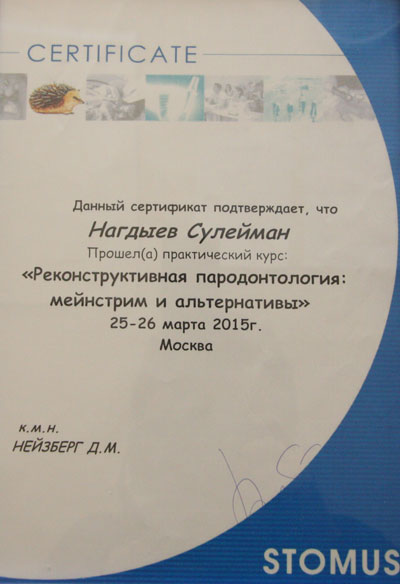 CERTIFICATE
Данный сертификат подтверждает, что
Нагдыев Сулейман
Прошел(а) практический курс:
«Реконструктивная пародонтология:
мейнстрим и альтернативы»
25-26 марта 2015г.
Москва
к.м.н.
НЕЙЗБЕРГ Д.М.
STOMUS